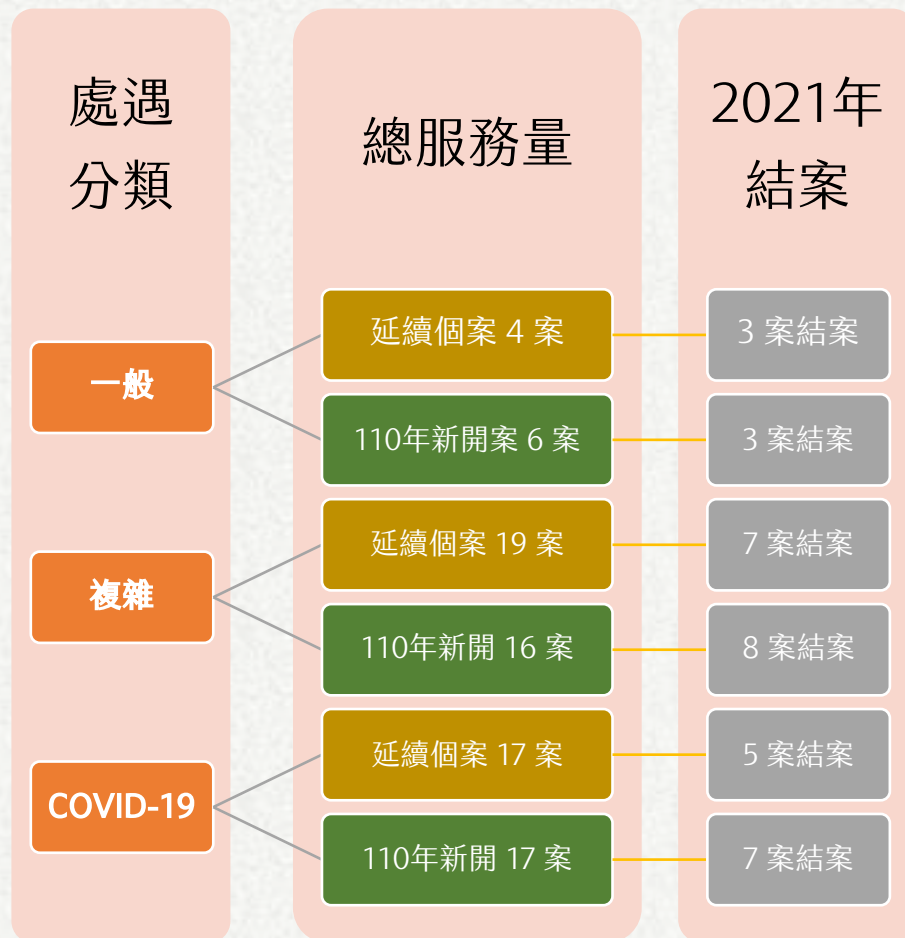 處遇
分類
總服務量
2021年
結案
一般
延續個案 4 案
3 案結案
110年新開案 6 案
3 案結案
複雜
延續個案 19 案
7 案結案
110年新開 16 案
8 案結案
COVID-19
延續個案 17 案
5 案結案
110年新開 17 案
7 案結案